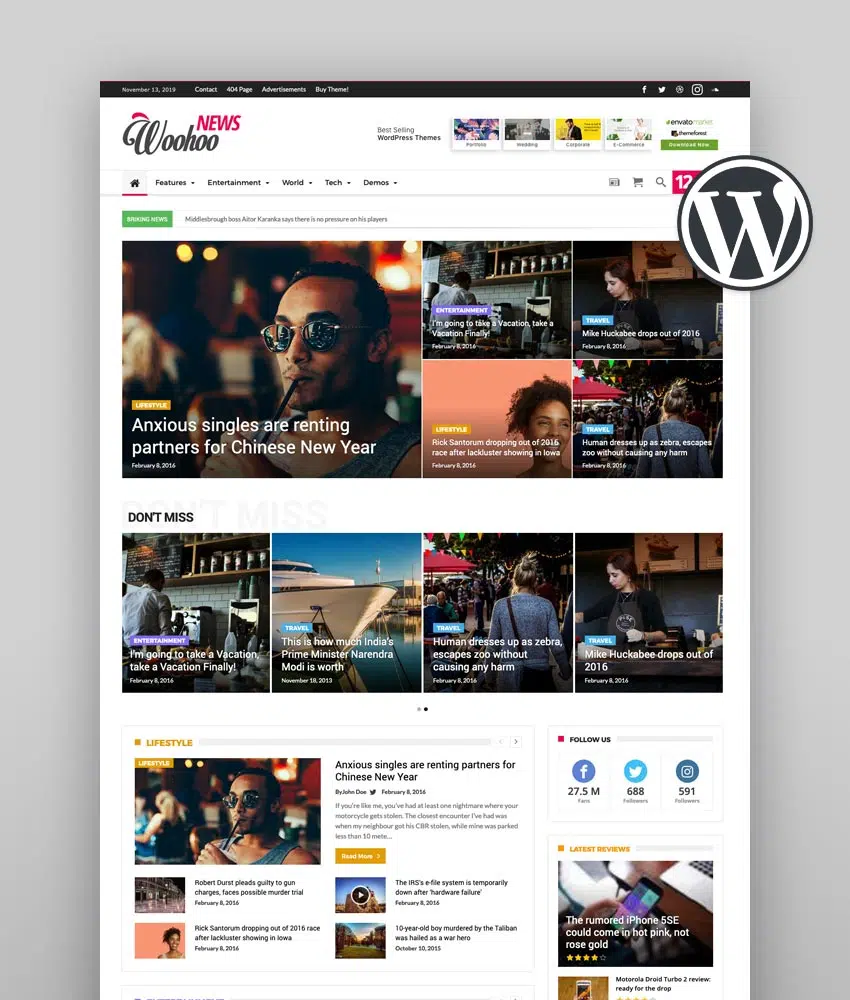 November 13, 2019
Contact
404 Page
Advertisements
Buy Theme!
Woohoo NEWS
Best Selling
WordPress Themes
Portfolio
Wedding
Corporate
E-Commerce
envatomarket
themeforest
Download Now
Features
Entertainment
World
Tech
Demos
12
W
BRIKING NEWS
Middlesbrough boss Aitor Karanka says there is no pressure on his players
LIFESTYLE
Anxious singles are renting
partners for Chinese New Year
February 8, 2016
ENTERTAINMENT
I'm going to take a Vacation, take a
Vacation Finally!
February 8, 2016
TRAVEL
Mike Huckabee drops out of 2016
February 8, 2016
LIFESTYLE
Rick Santorum dropping out of 2016
race after lackluster showing in Iowa
February 8, 2016
TRAVEL
Human dresses up as zebra, escapes
zoo without causing any harm
February 8, 2016
DON'T MISS
DON'T MISS
ENTERTAINMENT
I'm going to take a Vacation,
take a Vacation Finally!
February 8, 2016
TRAVEL
This is how much India's
Prime Minister Narendra
Modi is worth
November 18, 2013
TRAVEL
Human dresses up as zebra,
escapes zoo without
causing any harm
February 8, 2016
TRAVEL
Mike Huckabee drops out of
2016
February 8, 2016
LIFESTYLE
LIFESTYLE
Anxious singles are renting partners for
Chinese New Year
ByJohn Doe February 8, 2016
If you're like me, you've had at least one nightmare where your
motorcycle gets stolen. The closest encounter I've had was
when my neighbour got his CBR stolen, while mine was parked
less than 10 mete...
Read More
Robert Durst pleads guilty to gun
charges, faces possible murder trial
February 8, 2016
The IRS's e-file system is temporarily
down after 'hardware failure'
February 8, 2016
Rick Santorum dropping out of 2016 race
after lackluster showing in Iowa
February 8, 2016
10-year-old boy murdered by the Taliban
was hailed as a war hero
October 10, 2015
FOLLOW US
27.5 M
Fans
688
Followers
591
Followers
LATEST REVIEWS
The rumored iPhone 5SE
could come in hot pink, not
rose gold
Motorola Droid Turbo 2 review:
ready for the drop